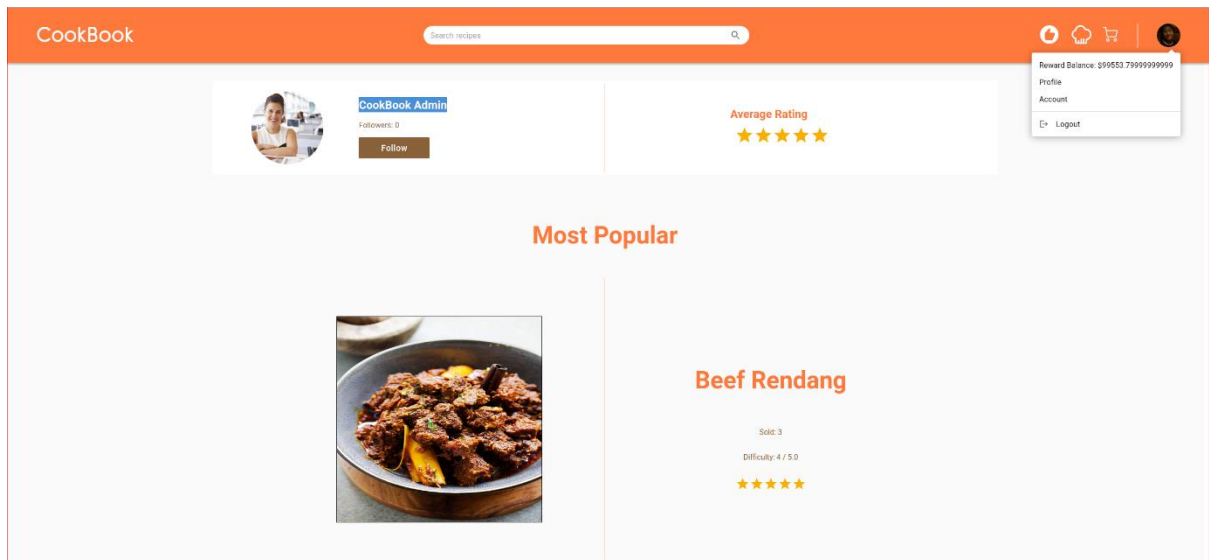 CookBook
Search recipes
Reward Balance: $99553.79999999999
Profile
Account
Logout
CookBook Admin
Followers: 0
Follow
Average Rating
Most Popular
Beef Rendang
Sold: 3
Difficulty: 4 / 5.0